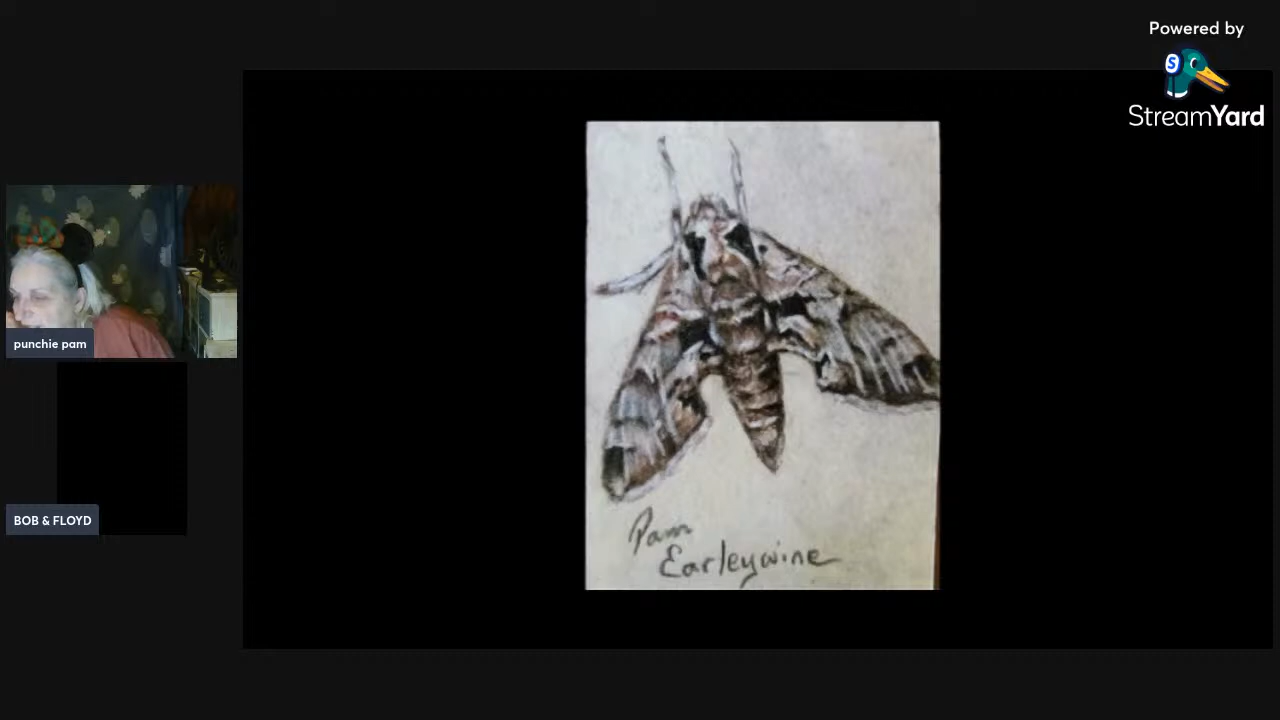 Powered by
StreamYard
punchie pam
BOB & FLOYD
Pam
Earleywine